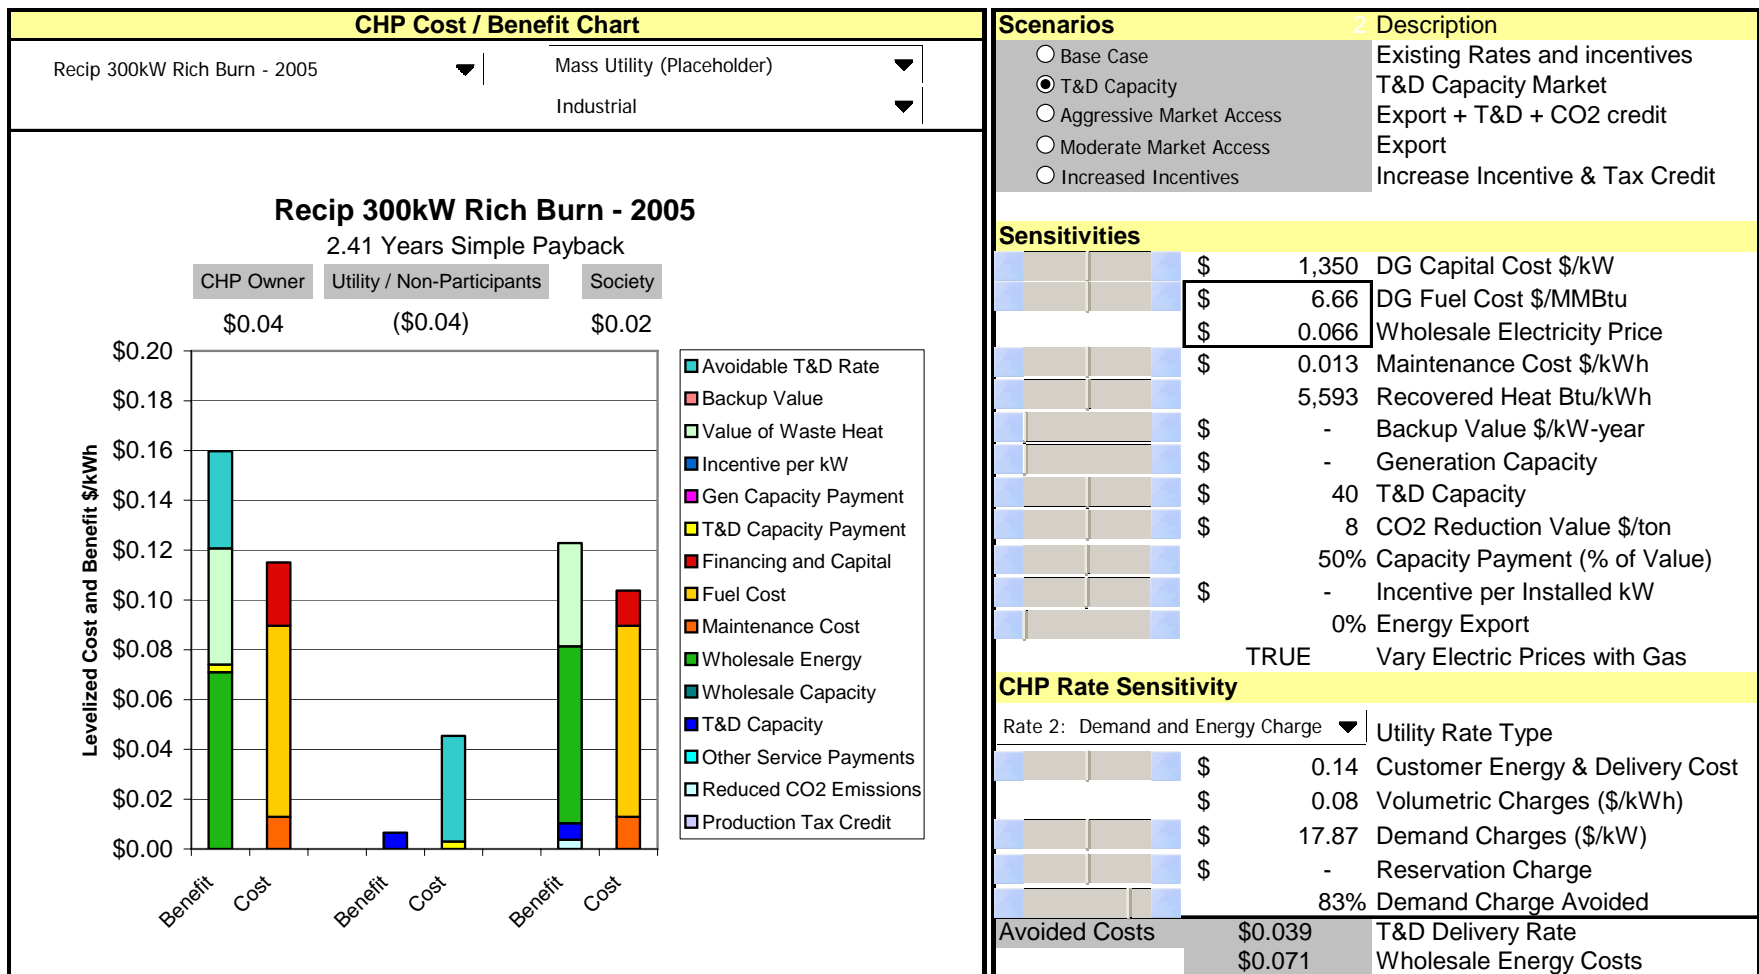 CHP Cost / Benefit Chart
Recip 300kW Rich Burn - 2005
Mass Utility (Placeholder)
Industrial
Recip 300kW Rich Burn - 2005
2.41 Years Simple Payback
CHP Owner Utility / Non-Participants Society
$0.04 ($0.04) $0.02
Levelized Cost and Benefit $/kWh
$0.20
$0.18
$0.16
$0.14
$0.12
$0.10
$0.08
$0.06
$0.04
$0.02
$0.00
Benefit Cost Benefit Cost Benefit Cost
Avoidable T&D Rate
Backup Value
Value of Waste Heat
Incentive per kW
Gen Capacity Payment
T&D Capacity Payment
Financing and Capital
Fuel Cost
Maintenance Cost
Wholesale Energy
Wholesale Capacity
T&D Capacity
Other Service Payments
Reduced CO2 Emissions
Production Tax Credit
Scenarios 2 Description
Base Case Existing Rates and incentives
T&D Capacity T&D Capacity Market
Aggressive Market Access Export + T&D + CO2 credit
Moderate Market Access Export
Increased Incentives Increase Incentive & Tax Credit
Sensitivities
$ 1,350 DG Capital Cost $/kW
$ 6.66 DG Fuel Cost $/MMBtu
$ 0.066 Wholesale Electricity Price
$ 0.013 Maintenance Cost $/kWh
5,593 Recovered Heat Btu/kWh
$ - Backup Value $/kW-year
$ - Generation Capacity
$ 40 T&D Capacity
$ 8 CO2 Reduction Value $/ton
50% Capacity Payment (% of Value)
$ - Incentive per Installed kW
0% Energy Export
TRUE Vary Electric Prices with Gas
CHP Rate Sensitivity
Rate 2: Demand and Energy Charge Utility Rate Type
$ 0.14 Customer Energy & Delivery Cost
$ 0.08 Volumetric Charges ($/kWh)
$ 17.87 Demand Charges ($/kW)
$ - Reservation Charge
83% Demand Charge Avoided
Avoided Costs $0.039 T&D Delivery Rate
$0.071 Wholesale Energy Costs